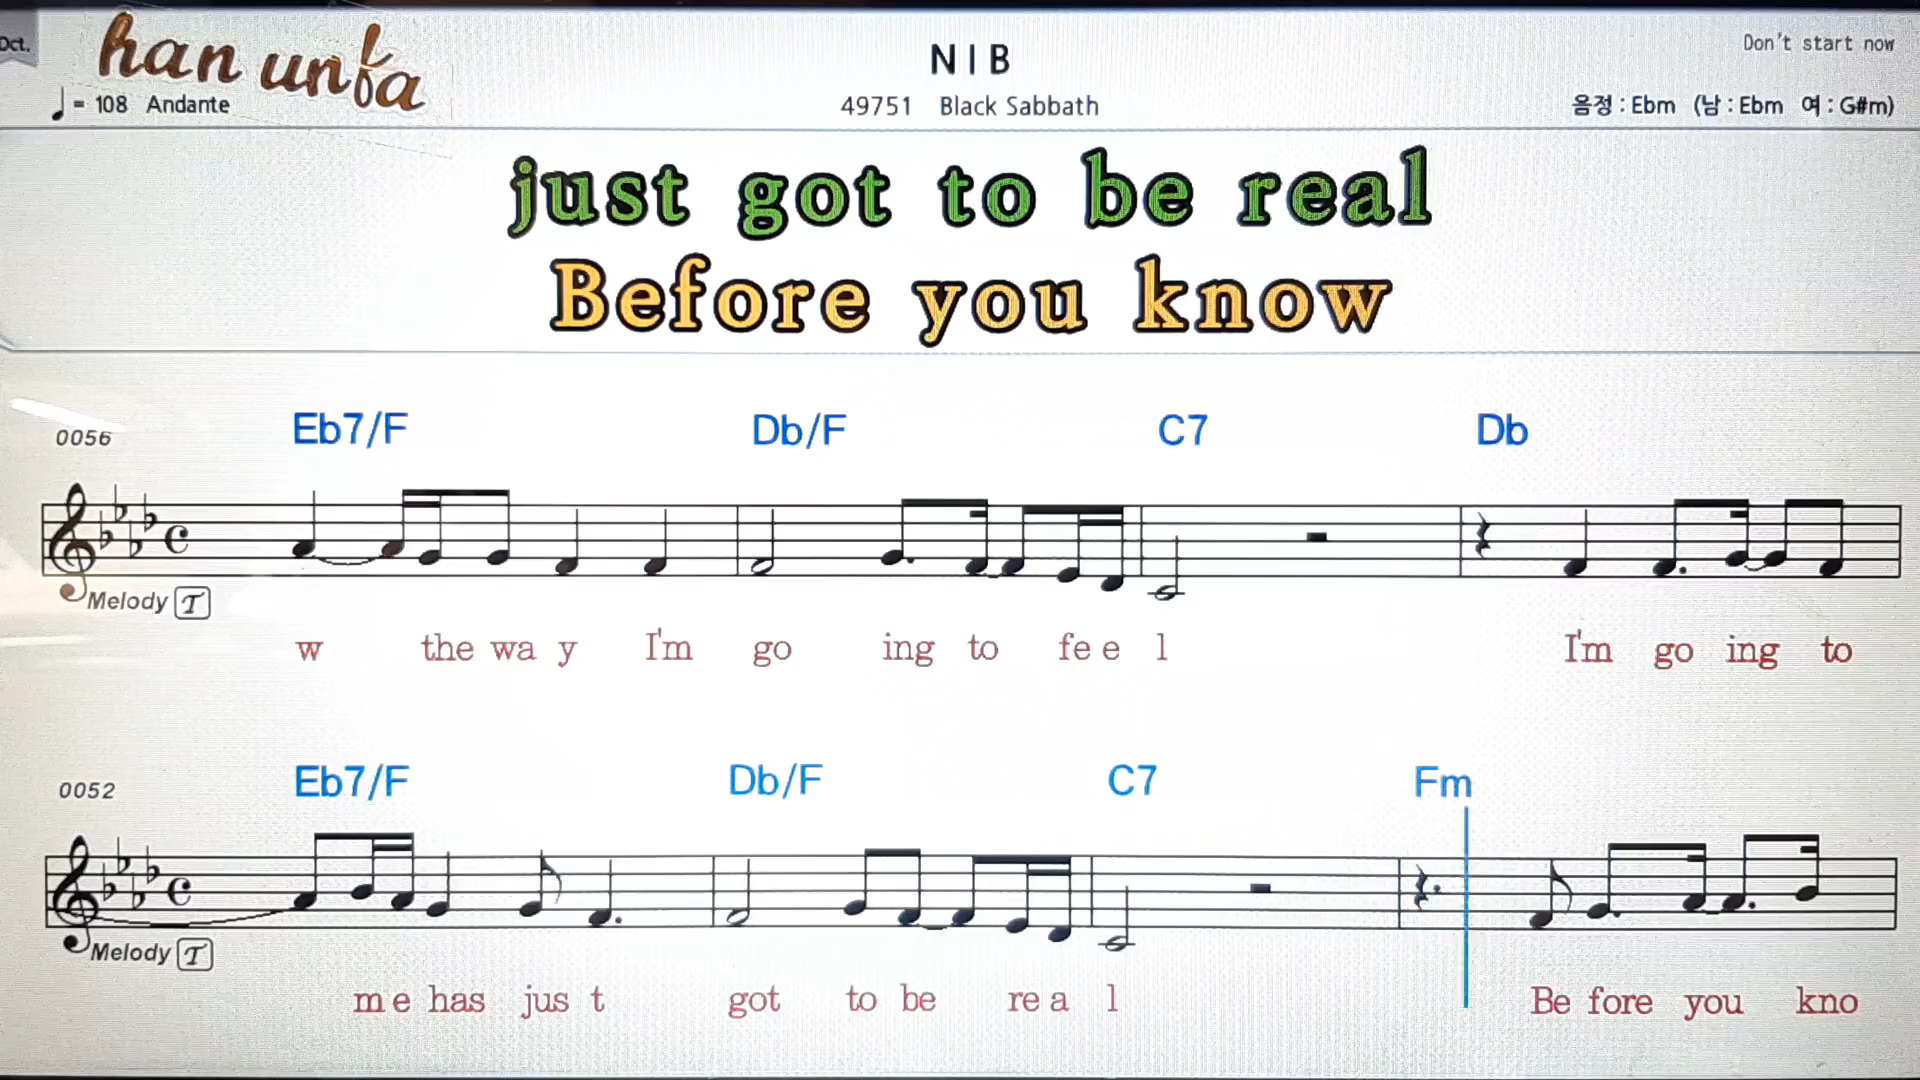 Oct.
han unfa
N I B
Don't start now
♩ = 108 Andante
49751 Black Sabbath
음정 : Ebm (남 : Ebm 여 : G#m)
just got to be real
Before you know
Eb7/F Db/F C7 Db
0056
Melody T
w the wa y I'm go ing to fe e l I'm go ing to
Eb7/F Db/F C7 Fm
0052
Melody T
m e has jus t got to be re a l Be fore you kno